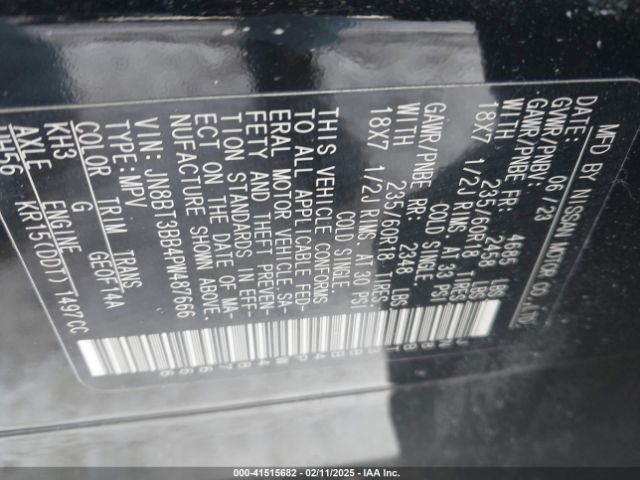 MFD BY NISSAN MOTOR CO., LTD.
DATE: 06 / 23
GVWR/PNBV: 4685 LBS
GAWR/PNBE FR: 2458 LBS
WITH 235/60R18 TIRES
18X7 1/2J RIMS AT 33 PSI
COLD SINGLE
GAWR/PNBE RR: 2348 LBS
WITH 235/60R18 TIRES
18X7 1/2J RIMS, AT 30 PSI
COLD SINGLE
THIS VEHICLE CONFORMS
TO ALL APPLICABLE FED-
ERAL MOTOR VEHICLE SA-
FETY AND THEFT PREVEN-
TION STANDARDS IN EFF-
ECT ON THE DATE OF MA-
NUFACTURE SHOWN ABOVE.
VIN: JN8BT3BB4PW487666
TYPE: MPV
COLOR TRIM TRANS
KH3 G GE0F14A
AXLE ENGINE
KR15(DDT) 1497CC
000-41515682 - 02/11/2025 - IAA Inc.